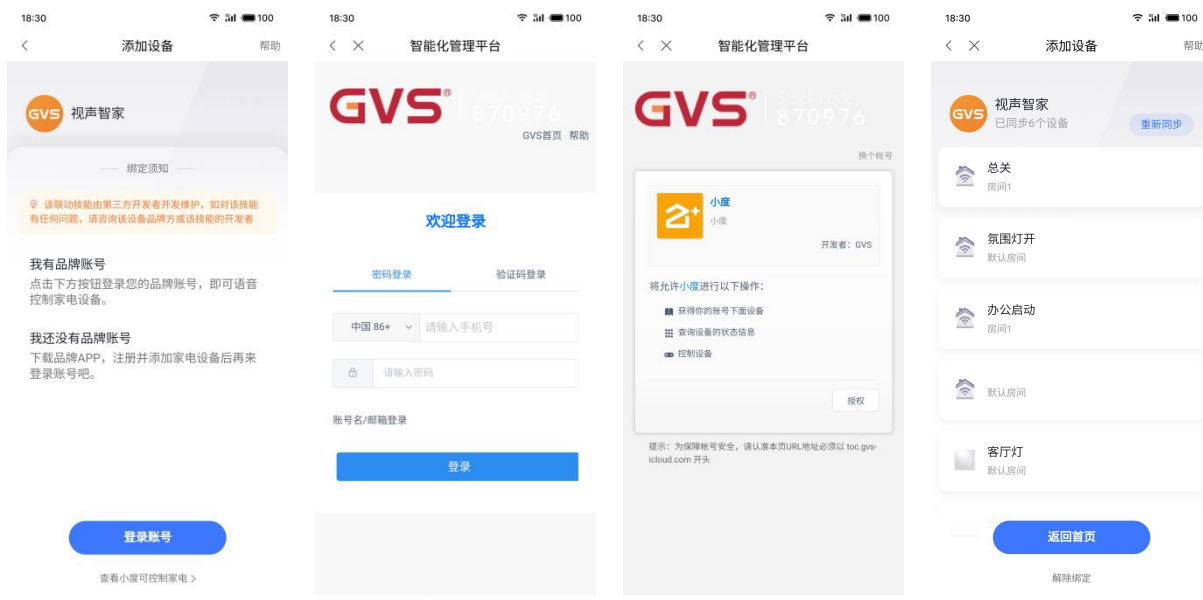 18:30
100
添加设备
帮助
GVS
视声智家
绑定须知
该联动技能由第三方开发者开发维护，如对该技能
有任何问题，请咨询该设备品牌方或该技能的开发者
我有品牌账号
点击下方按钮登录您的品牌账号，即可语音
控制家电设备。
我还没有品牌账号
下载品牌APP，注册并添加家电设备后再来
登录账号吧。
登录账号
查看小度可控制家电
18:30
100
智能化管理平台
GVS®
870976
GVS首页 帮助
欢迎登录
密码登录
验证码登录
中国 86+
请输入手机号
请输入密码
账号名/邮箱登录
登录
18:30
100
智能化管理平台
GVS®
Stock code
870976
换个帐号
小度
小度
开发者：GVS
将允许小度进行以下操作：
获得你的账号下面设备
查询设备的状态信息
控制设备
授权
提示：为保障帐号安全，请认准本页URL地址必须以 toc.gvs-
icloud.com 开头
18:30
100
添加设备
帮助
GVS
视声智家
已同步6个设备
重新同步
总关
房间1
氛围灯开
默认房间
办公启动
房间1
默认房间
客厅灯
默认房间
返回首页
解除绑定